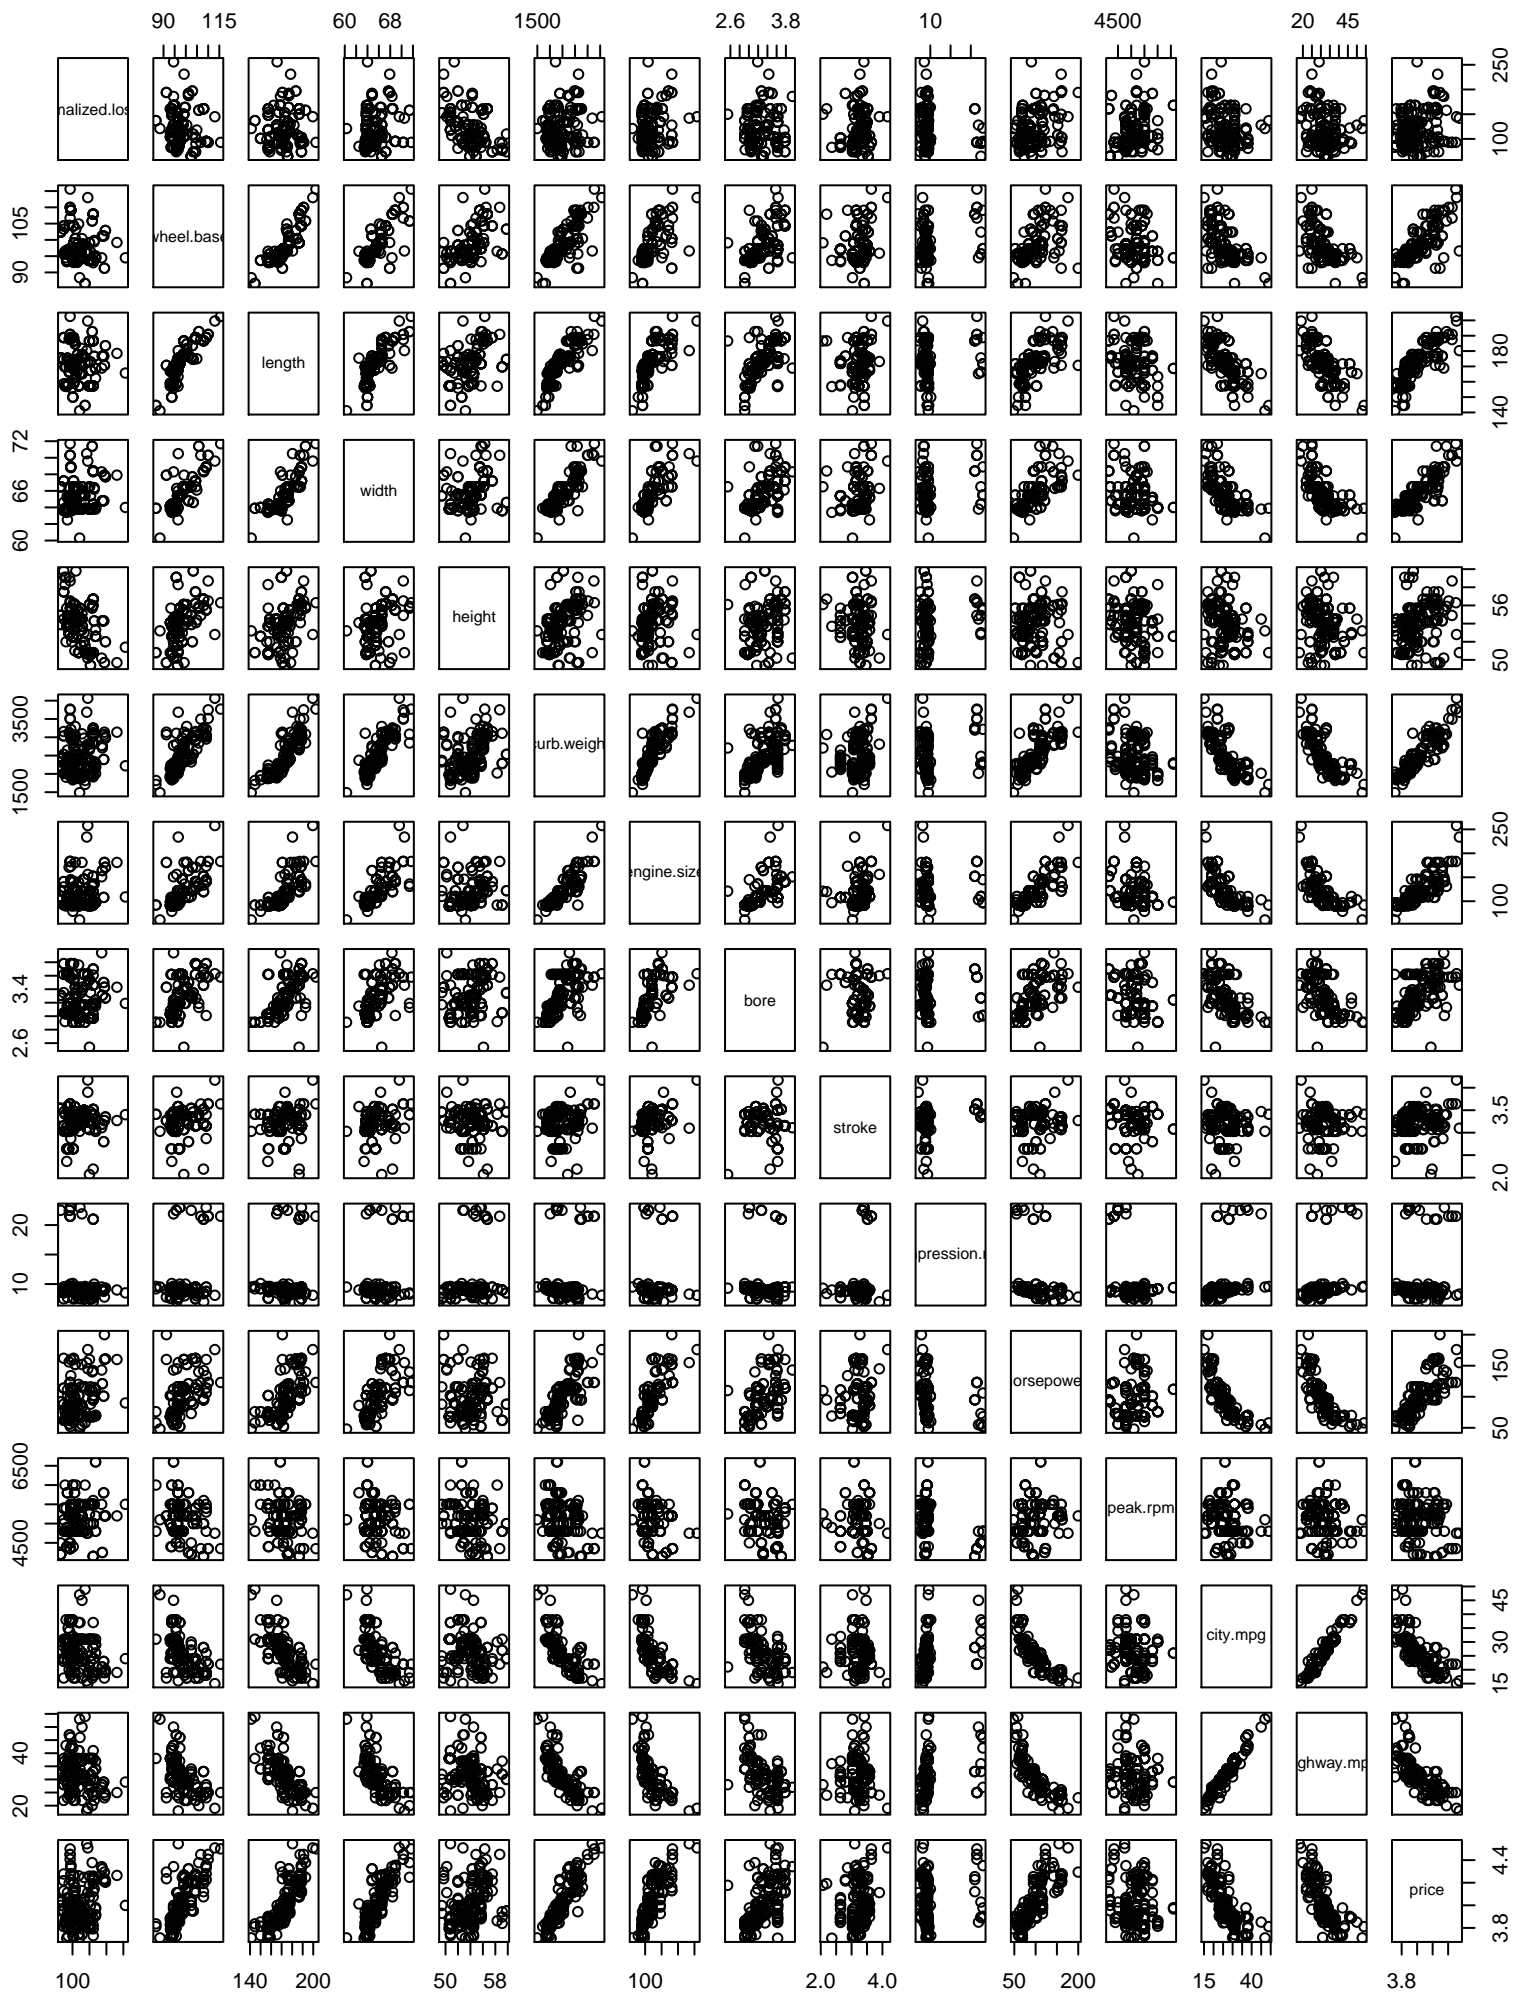 90 115 60 68 1500 2.6 3.8 10 4500 20 45
nalized.los
100 250
90 105
wheel.base
length
140 180
60 66 72
width
height
50 56
1500 3500
curb.weigh
engine.size
100 250
2.6 3.4
bore
stroke
2.0 3.5
10 20
pression.r
orsepowe
50 150
4500 6500
peak.rpm
city.mpg
15 30 45
20 40
ghway.mp
price
3.8 4.4
100 140 200 50 58 100 2.0 4.0 50 200 15 40 3.8